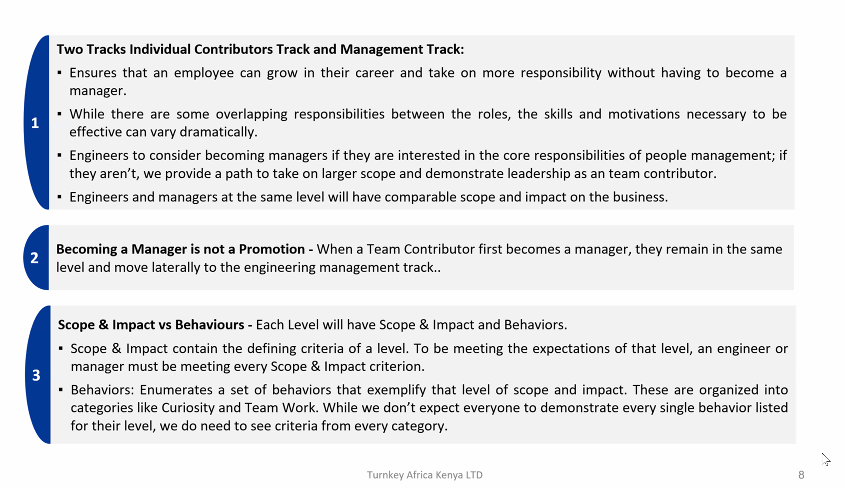 Two Tracks Individual Contributors Track and Management Track:
▪ Ensures that an employee can grow in their career and take on more responsibility without having to become a
manager.
▪ While there are some overlapping responsibilities between the roles, the skills and motivations necessary to be
effective can vary dramatically.
1
▪ Engineers to consider becoming managers if they are interested in the core responsibilities of people management; if
they aren't, we provide a path to take on larger scope and demonstrate leadership as an team contributor.
▪ Engineers and managers at the same level will have comparable scope and impact on the business.
2
Becoming a Manager is not a Promotion - When a Team Contributor first becomes a manager, they remain in the same
level and move laterally to the engineering management track..
Scope & Impact vs Behaviours - Each Level will have Scope & Impact and Behaviors.
▪ Scope & Impact contain the defining criteria of a level. To be meeting the expectations of that level, an engineer or
manager must be meeting every Scope & Impact criterion.
3
▪ Behaviors: Enumerates a set of behaviors that exemplify that level of scope and impact. These are organized into
categories like Curiosity and Team Work. While we don't expect everyone to demonstrate every single behavior listed
for their level, we do need to see criteria from every category.
Turnkey Africa Kenya LTD
8